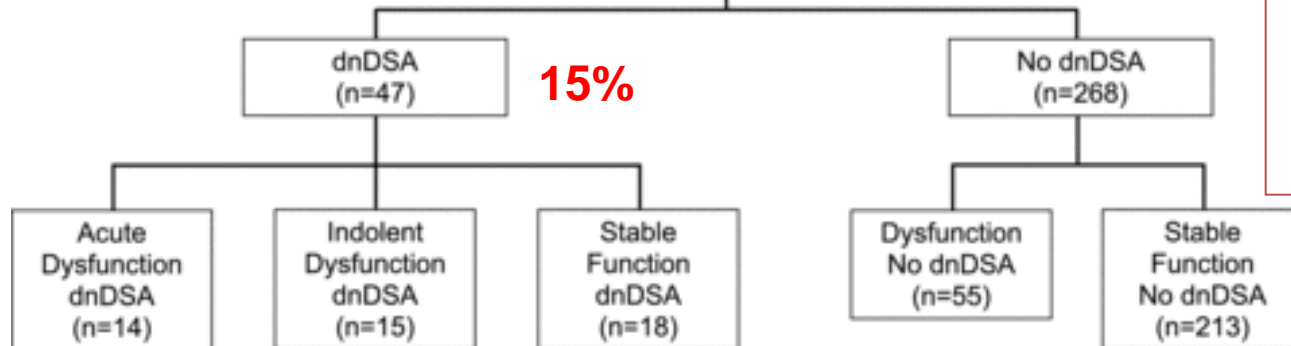 dnDSA
(n=47)
15%
No dnDSA
(n=268)
Acute
Dysfunction
dnDSA
(n=14)
Indolent
Dysfunction
dnDSA
(n=15)
Stable
Function
dnDSA
(n=18)
Dysfunction
No dnDSA
(n=55)
Stable
Function
No dnDSA
(n=213)